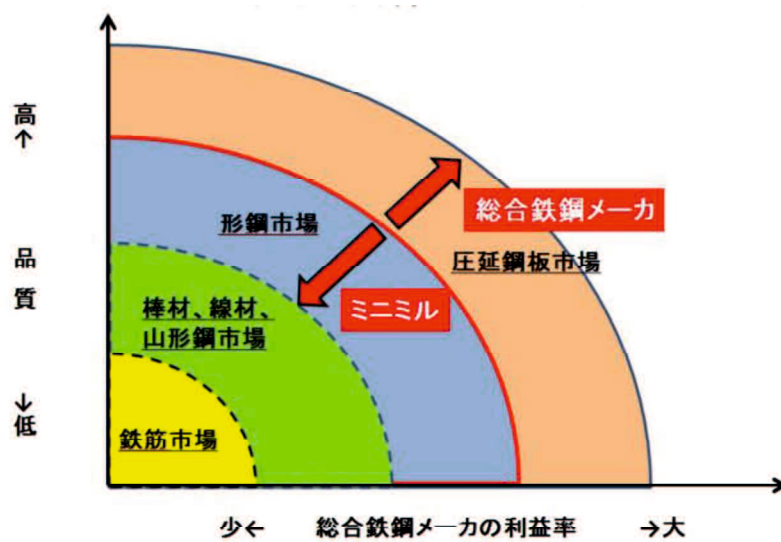 高↑
品質
↓低
形鋼市場
総合鉄鋼メーカ
圧延鋼板市場
ミニミル
棒材、線材、
山形鋼市場
鉄筋市場
少← 総合鉄鋼メーカの利益率 →大